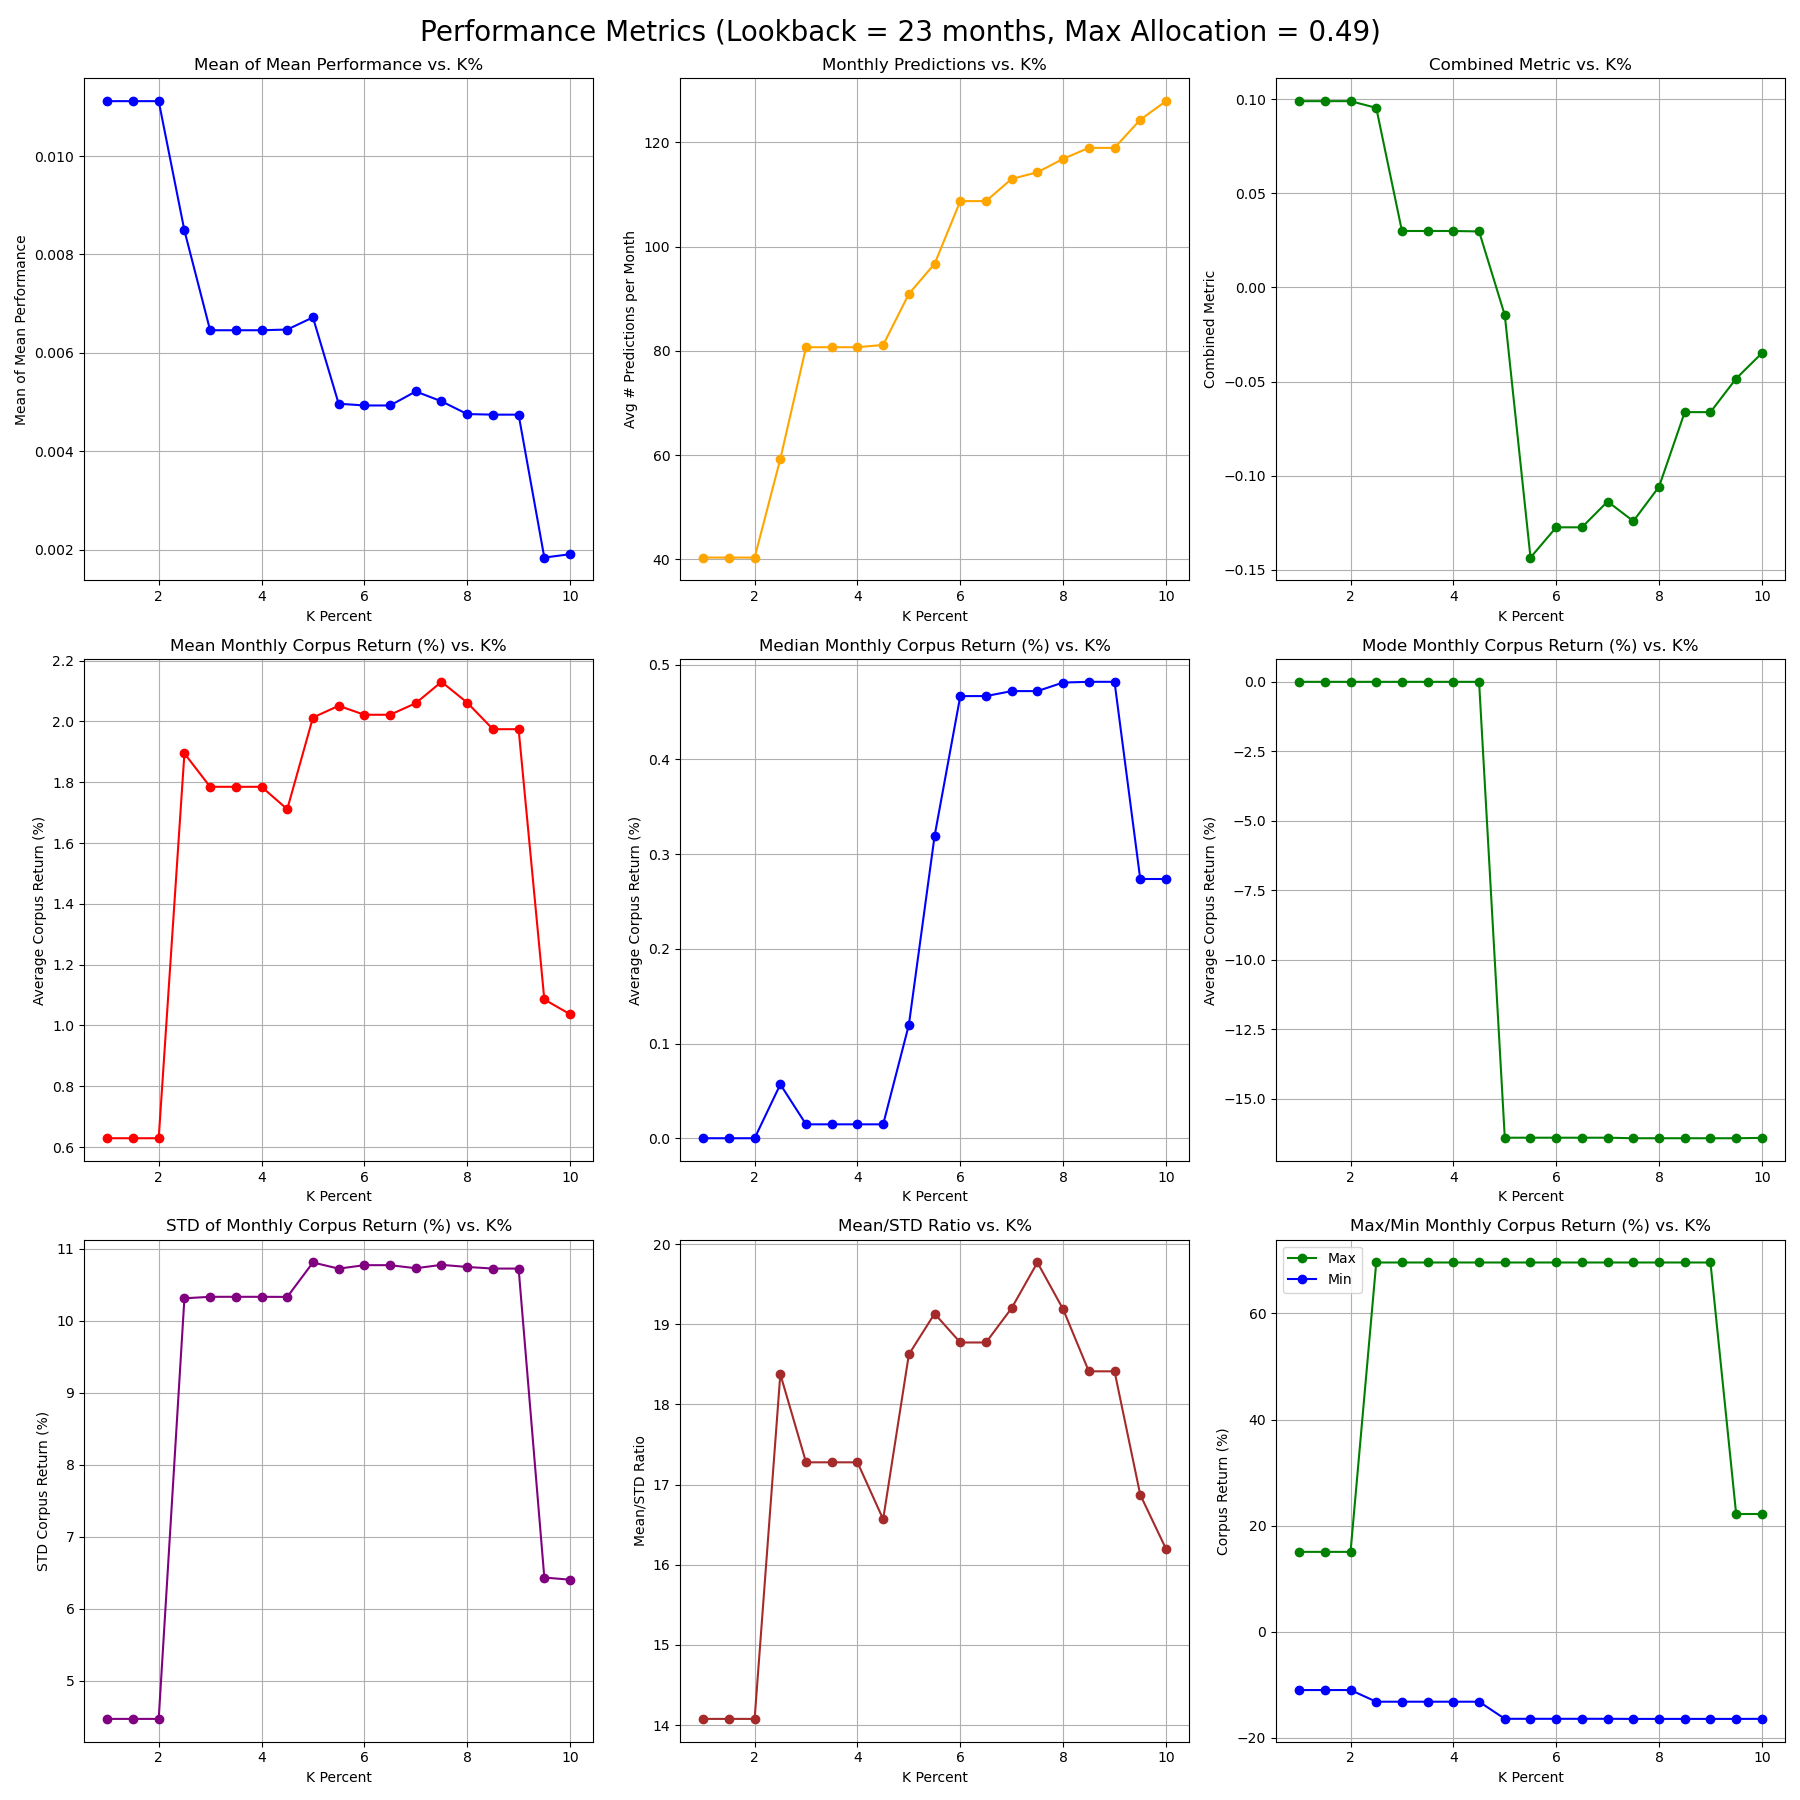 Performance Metrics (Lookback = 23 months, Max Allocation = 0.49)
Mean of Mean Performance vs. K%
Mean of Mean Performance
0.010
0.008
0.006
0.004
0.002
2 4 6 8 10
K Percent
Monthly Predictions vs. K%
Avg # Predictions per Month
120
100
80
60
40
2 4 6 8 10
K Percent
Combined Metric vs. K%
Combined Metric
0.10
0.05
0.00
−0.05
−0.10
−0.15
2 4 6 8 10
K Percent
Mean Monthly Corpus Return (%) vs. K%
Average Corpus Return (%)
2.2
2.0
1.8
1.6
1.4
1.2
1.0
0.8
0.6
2 4 6 8 10
K Percent
Median Monthly Corpus Return (%) vs. K%
Average Corpus Return (%)
0.5
0.4
0.3
0.2
0.1
0.0
2 4 6 8 10
K Percent
Mode Monthly Corpus Return (%) vs. K%
Average Corpus Return (%)
0.0
−2.5
−5.0
−7.5
−10.0
−12.5
−15.0
2 4 6 8 10
K Percent
STD of Monthly Corpus Return (%) vs. K%
STD Corpus Return (%)
11
10
9
8
7
6
5
2 4 6 8 10
K Percent
Mean/STD Ratio vs. K%
Mean/STD Ratio
20
19
18
17
16
15
14
2 4 6 8 10
K Percent
Max/Min Monthly Corpus Return (%) vs. K%
Corpus Return (%)
Max
Min
60
40
20
0
−20
2 4 6 8 10
K Percent